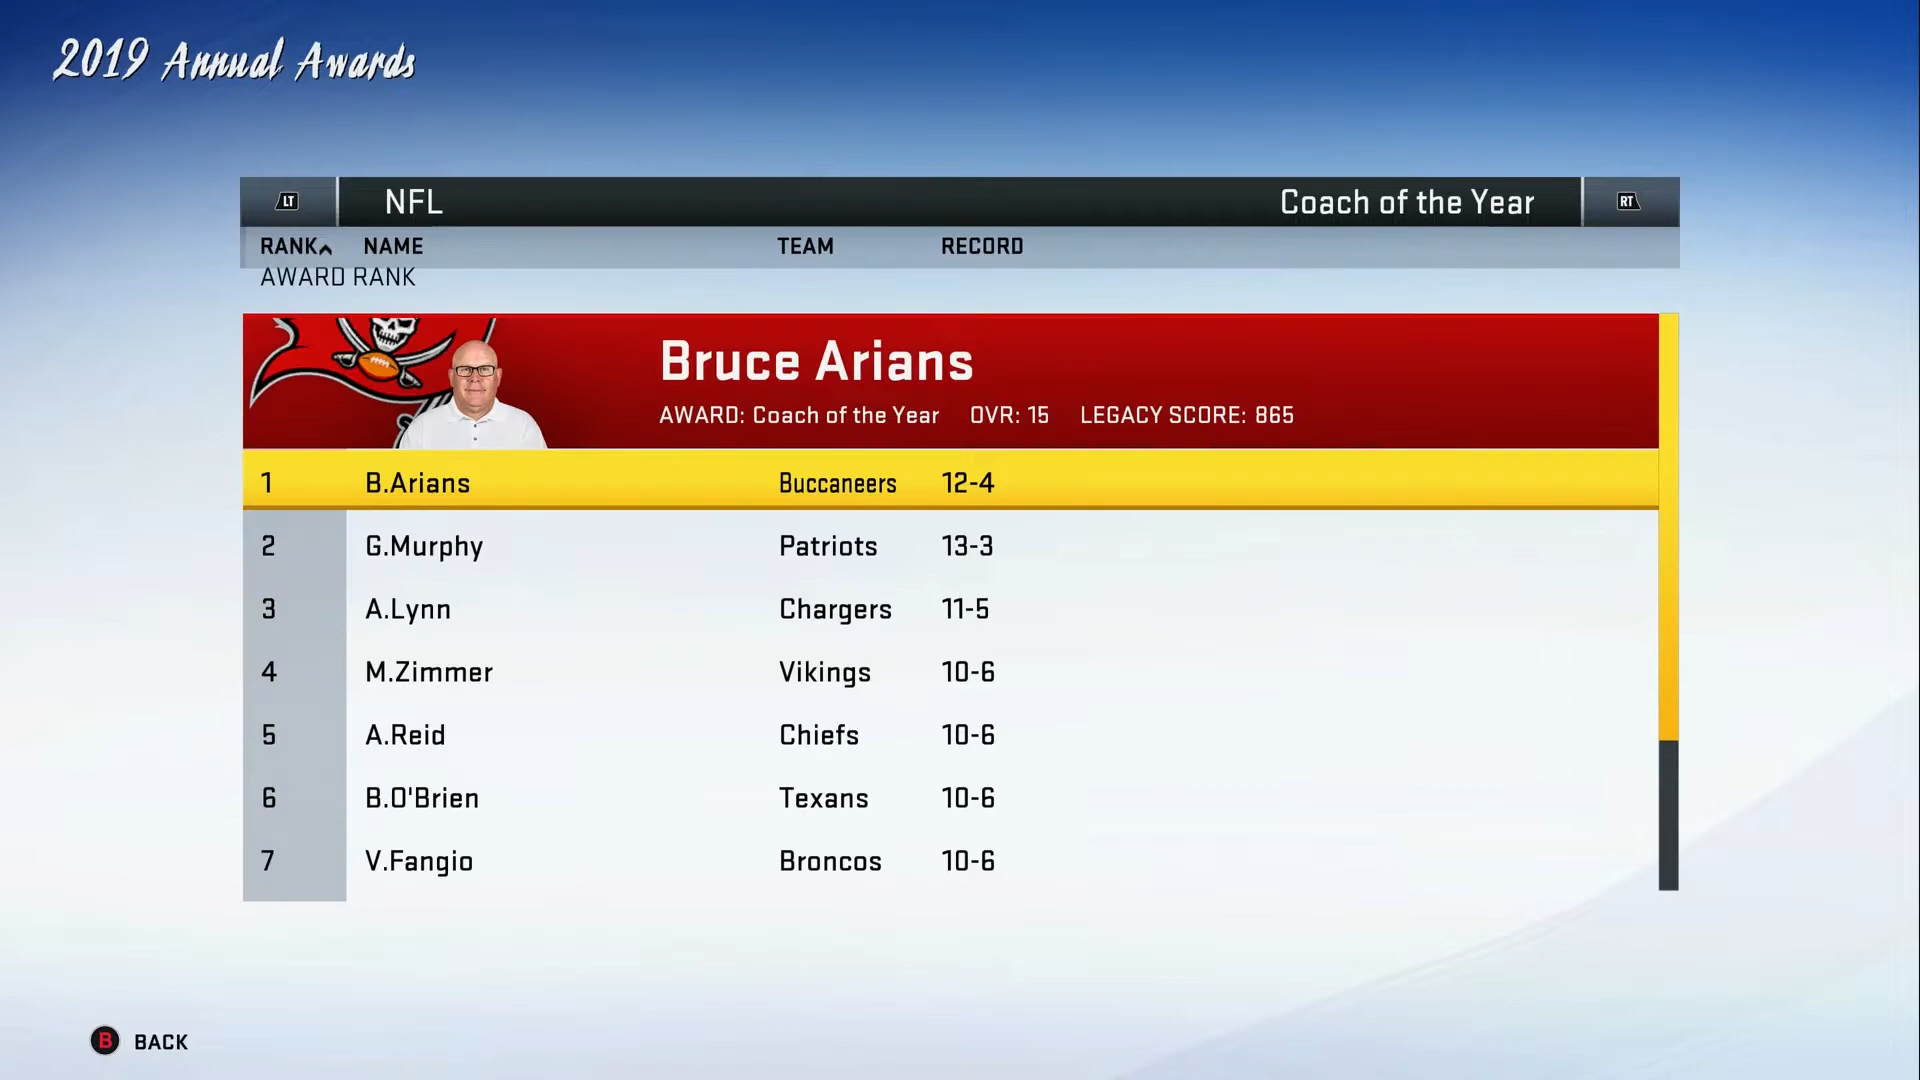 2019 Annual Awards
LT NFL Coach of the Year RT
RANK NAME TEAM RECORD
AWARD RANK
Bruce Arians
AWARD: Coach of the Year OVR: 15 LEGACY SCORE: 865
1 B.Arians Buccaneers 12-4
2 G.Murphy Patriots 13-3
3 A.Lynn Chargers 11-5
4 M.Zimmer Vikings 10-6
5 A.Reid Chiefs 10-6
6 B.O'Brien Texans 10-6
7 V.Fangio Broncos 10-6
B BACK